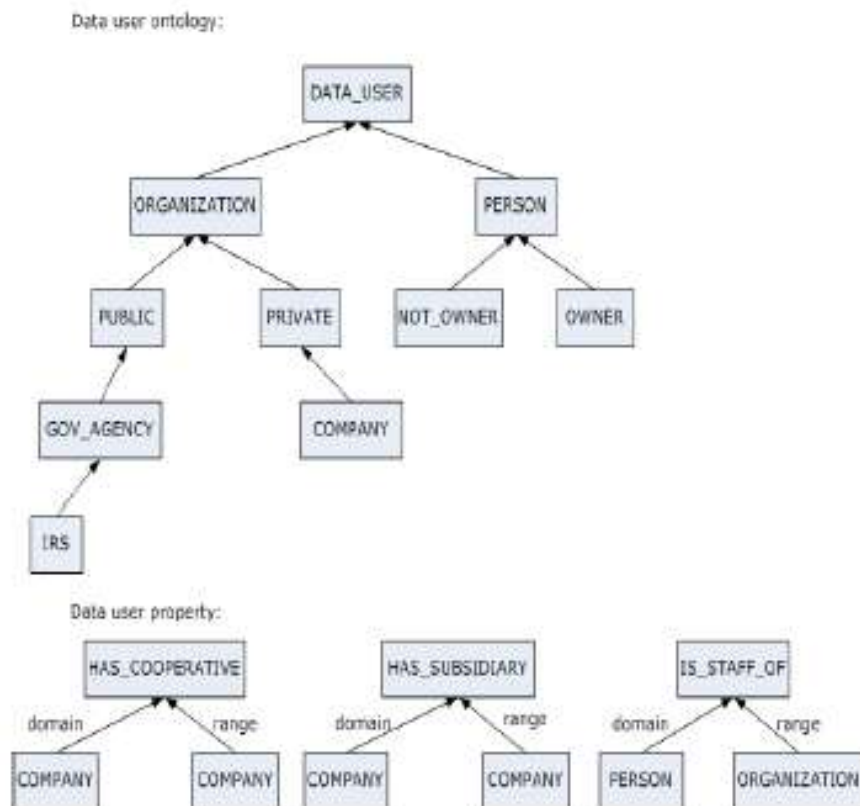 Data user ontology:
DATA_USER
ORGANIZATION
PERSON
PUBLIC
PRIVATE
NOT_OWNER
OWNER
GOV_AGENCY
COMPANY
IRS
Data user property:
HAS_COOPERATIVE
HAS_SUBSIDIARY
IS_STAFF_OF
domain
range
domain
range
domain
range
COMPANY
COMPANY
COMPANY
COMPANY
PERSON
ORGANIZATION